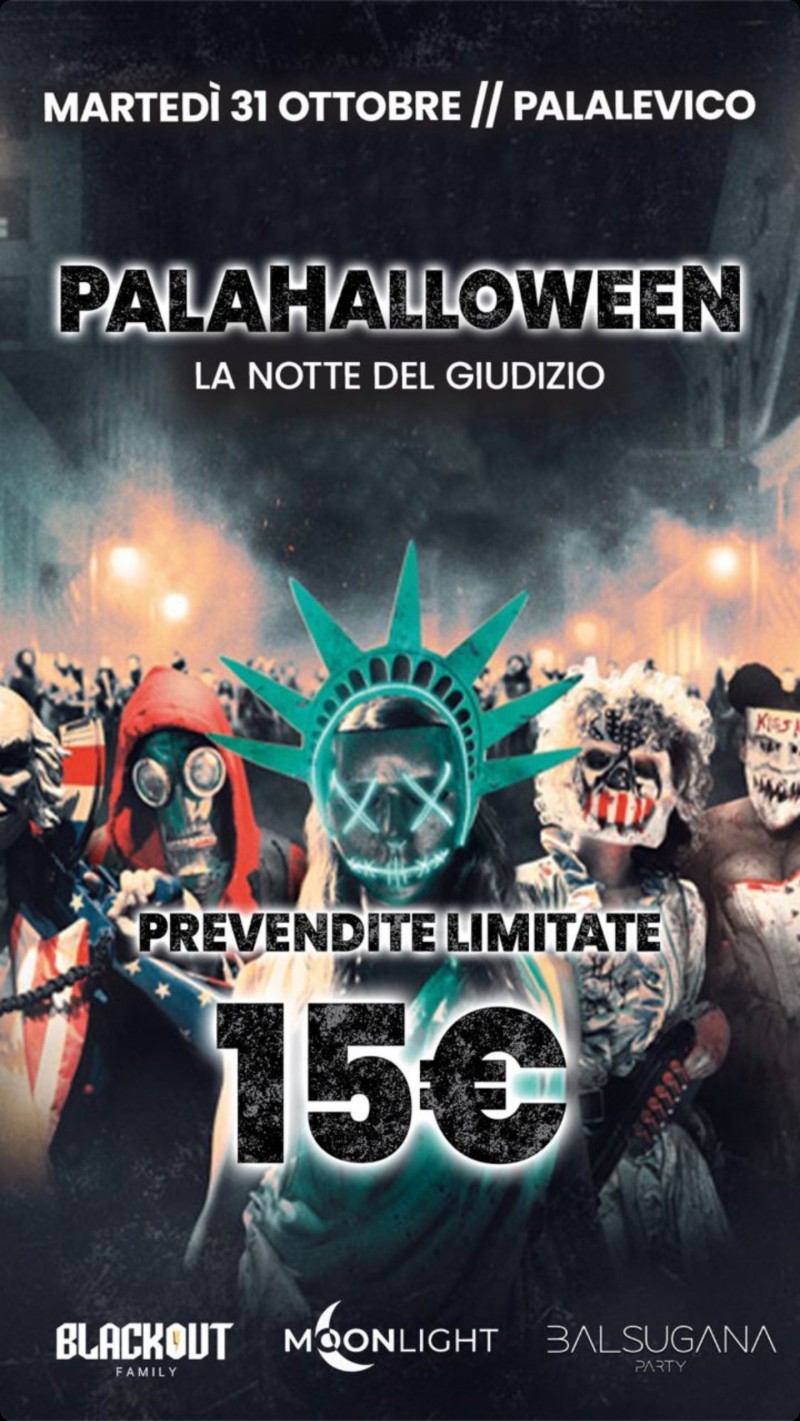 MARTEDÌ 31 OTTOBRE // PALALEVICO
PALAHALLOWEEN
LA NOTTE DEL GIUDIZIO
PREVENDITE LIMITATE
15€
BLACKOUT
FAMILY
MOONLIGHT
BALSUGANA
PARTY